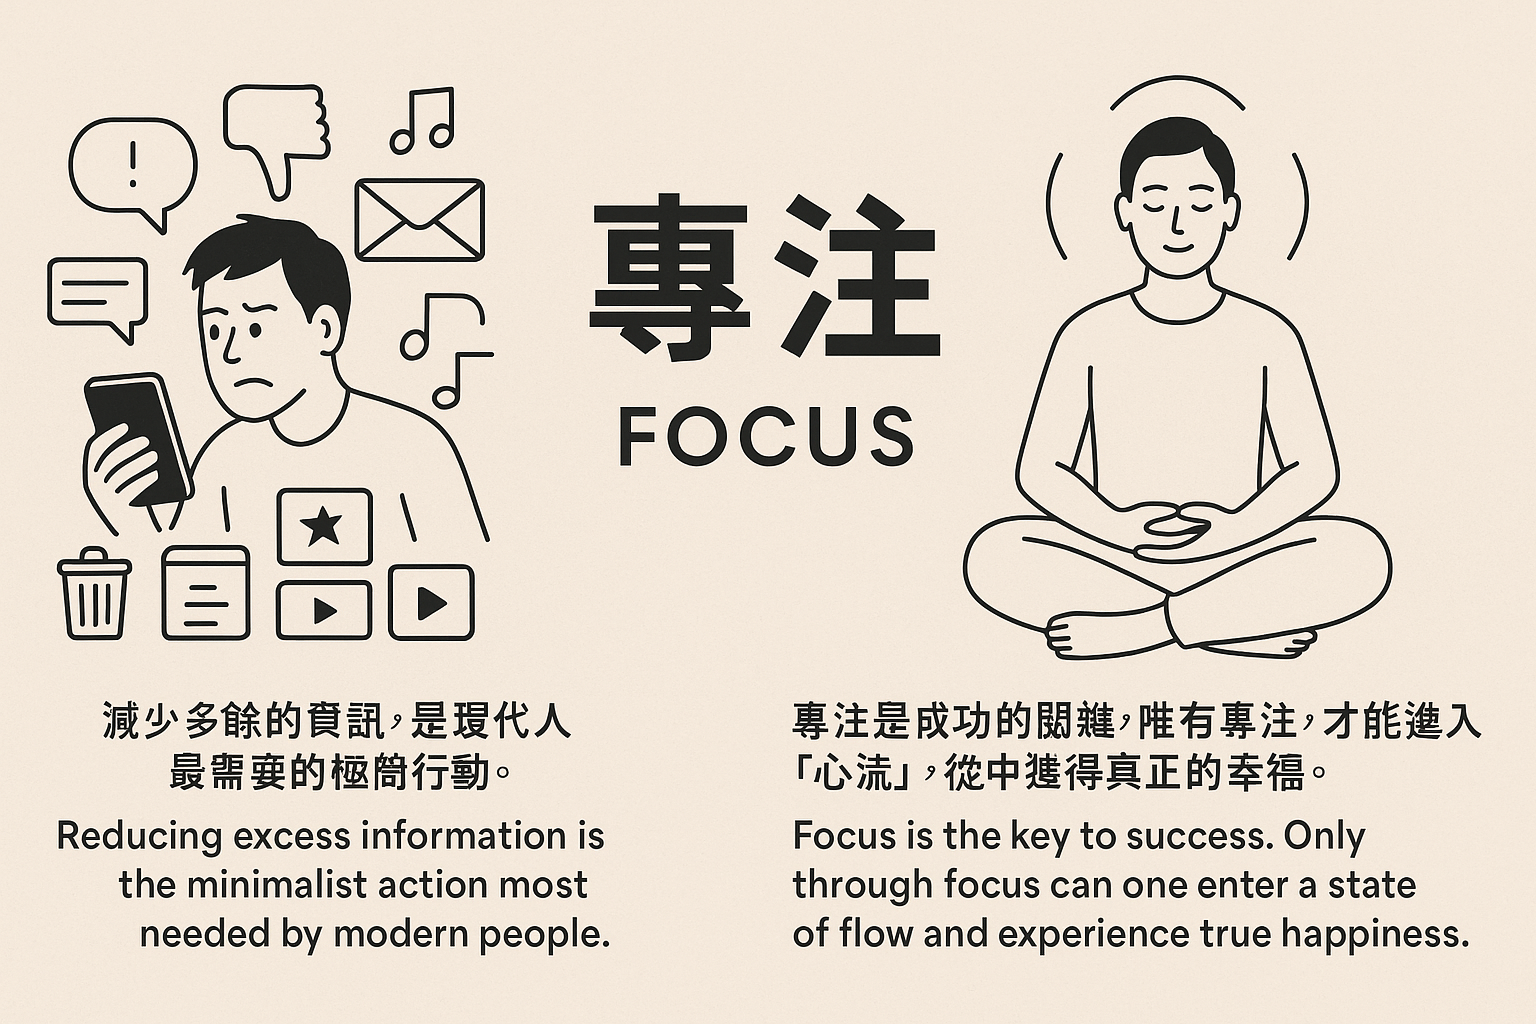 專注
FOCUS
減少多餘的資訊，是現代人
最需要的極簡行動。
Reducing excess information is
the minimalist action most
needed by modern people.
專注是成功的關鍵，唯有專注，才能進入
「心流」，從中獲得真正的幸福。
Focus is the key to success. Only
through focus can one enter a state
of flow and experience true happiness.